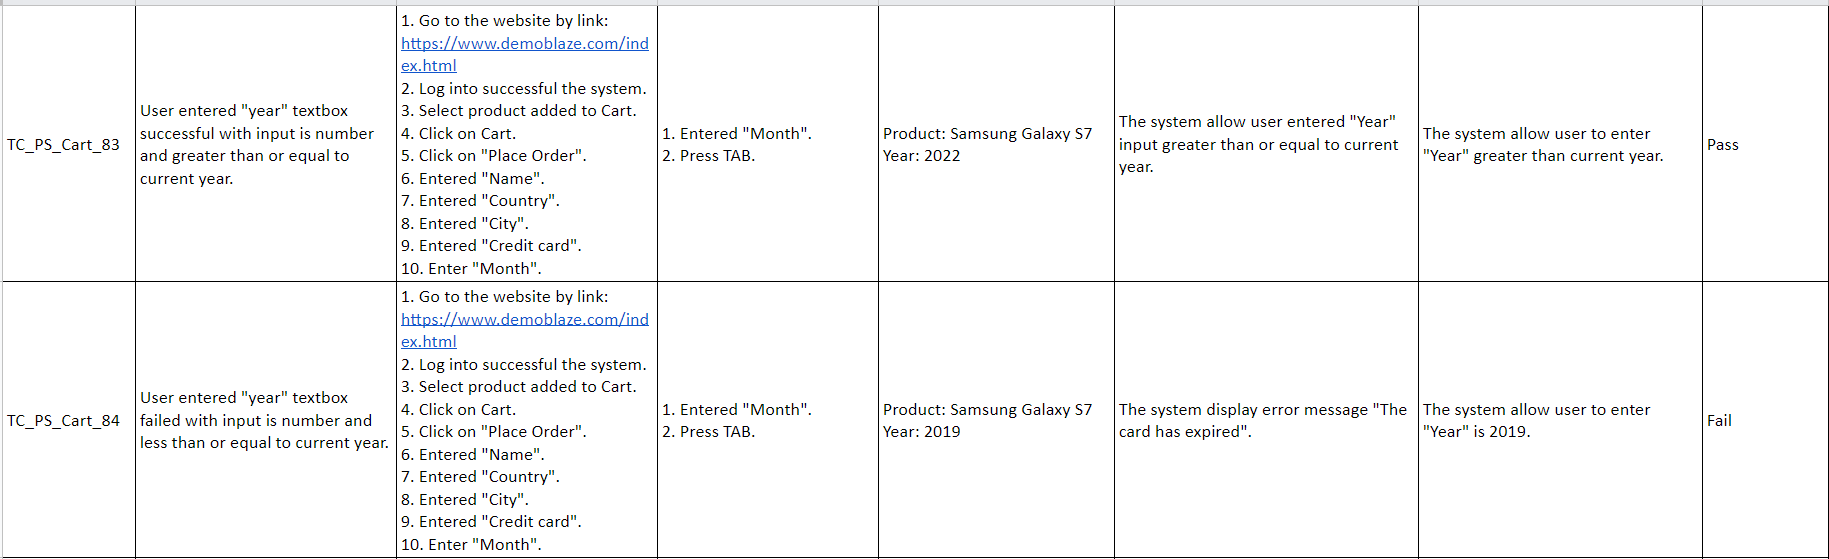 TC_PS_Cart_83
User entered "year" textbox
successful with input is number
and greater than or equal to
current year.
1. Go to the website by link:
https://www.demoblaze.com/ind
ex.html
2. Log into successful the system.
3. Select product added to Cart.
4. Click on Cart.
5. Click on "Place Order".
6. Entered "Name".
7. Entered "Country".
8. Entered "City".
9. Entered "Credit card".
10. Enter "Month".
1. Entered "Month".
2. Press TAB.
Product: Samsung Galaxy S7
Year: 2022
The system allow user entered "Year"
input greater than or equal to current
year.
The system allow user to enter
"Year" greater than current year.
Pass
TC_PS_Cart_84
User entered "year" textbox
failed with input is number and
less than or equal to current year.
1. Go to the website by link:
https://www.demoblaze.com/ind
ex.html
2. Log into successful the system.
3. Select product added to Cart.
4. Click on Cart.
5. Click on "Place Order".
6. Entered "Name".
7. Entered "Country".
8. Entered "City".
9. Entered "Credit card".
10. Enter "Month".
1. Entered "Month".
2. Press TAB.
Product: Samsung Galaxy S7
Year: 2019
The system display error message "The
card has expired".
The system allow user to enter
"Year" is 2019.
Fail